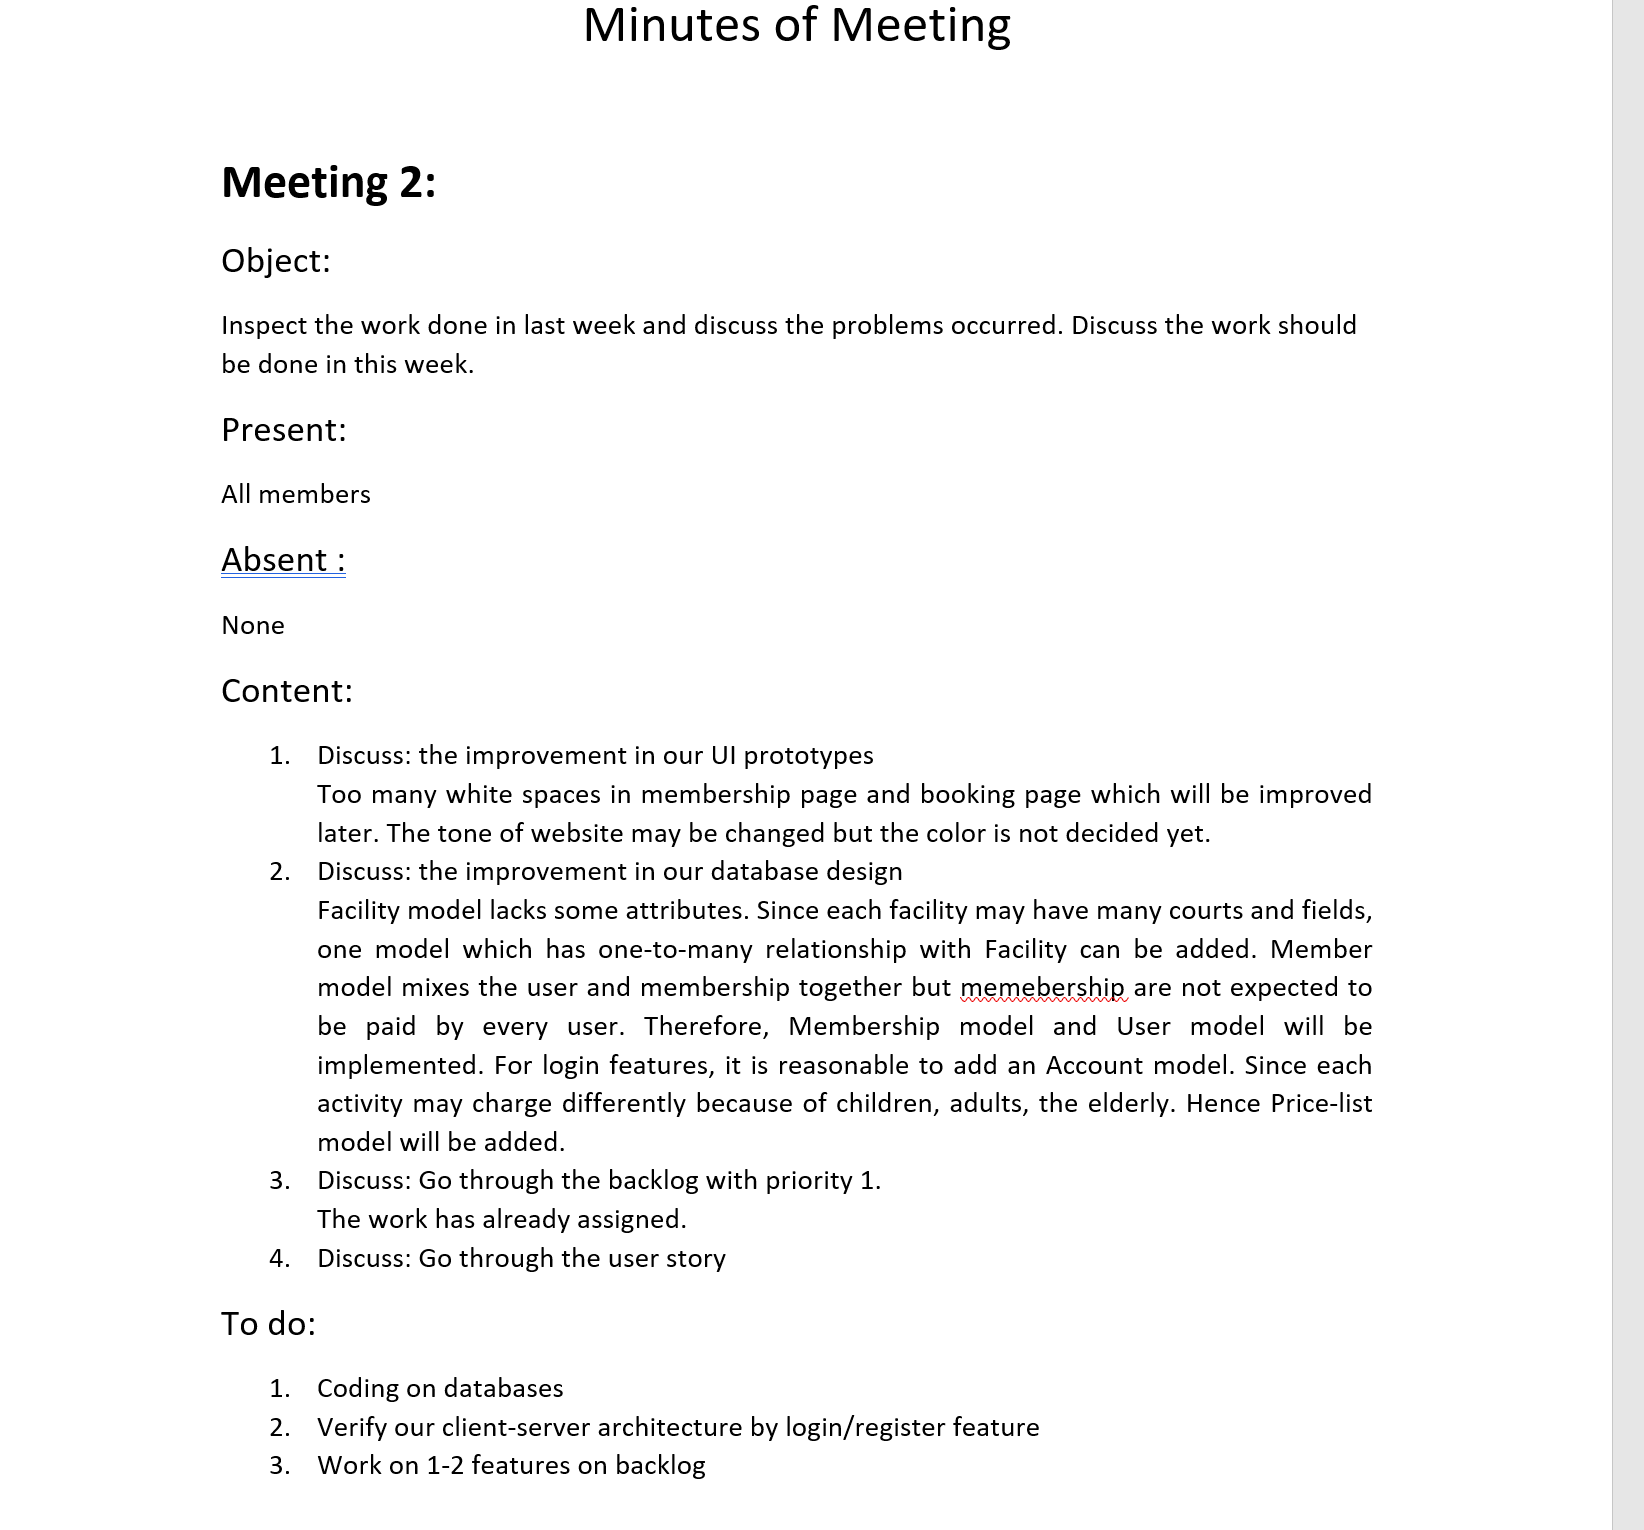 Minutes of Meeting
Meeting 2:
Object:
Inspect the work done in last week and discuss the problems occurred. Discuss the work should
be done in this week.
Present:
All members
Absent :
None
Content:
1. Discuss: the improvement in our UI prototypes
Too many white spaces in membership page and booking page which will be improved
later. The tone of website may be changed but the color is not decided yet.
2. Discuss: the improvement in our database design
Facility model lacks some attributes. Since each facility may have many courts and fields,
one model which has one-to-many relationship with Facility can be added. Member
model mixes the user and membership together but memebership are not expected to
be paid by every user. Therefore, Membership model and User model will be
implemented. For login features, it is reasonable to add an Account model. Since each
activity may charge differently because of children, adults, the elderly. Hence Price-list
model will be added.
3. Discuss: Go through the backlog with priority 1.
The work has already assigned.
4. Discuss: Go through the user story
To do:
1. Coding on databases
2. Verify our client-server architecture by login/register feature
3. Work on 1-2 features on backlog